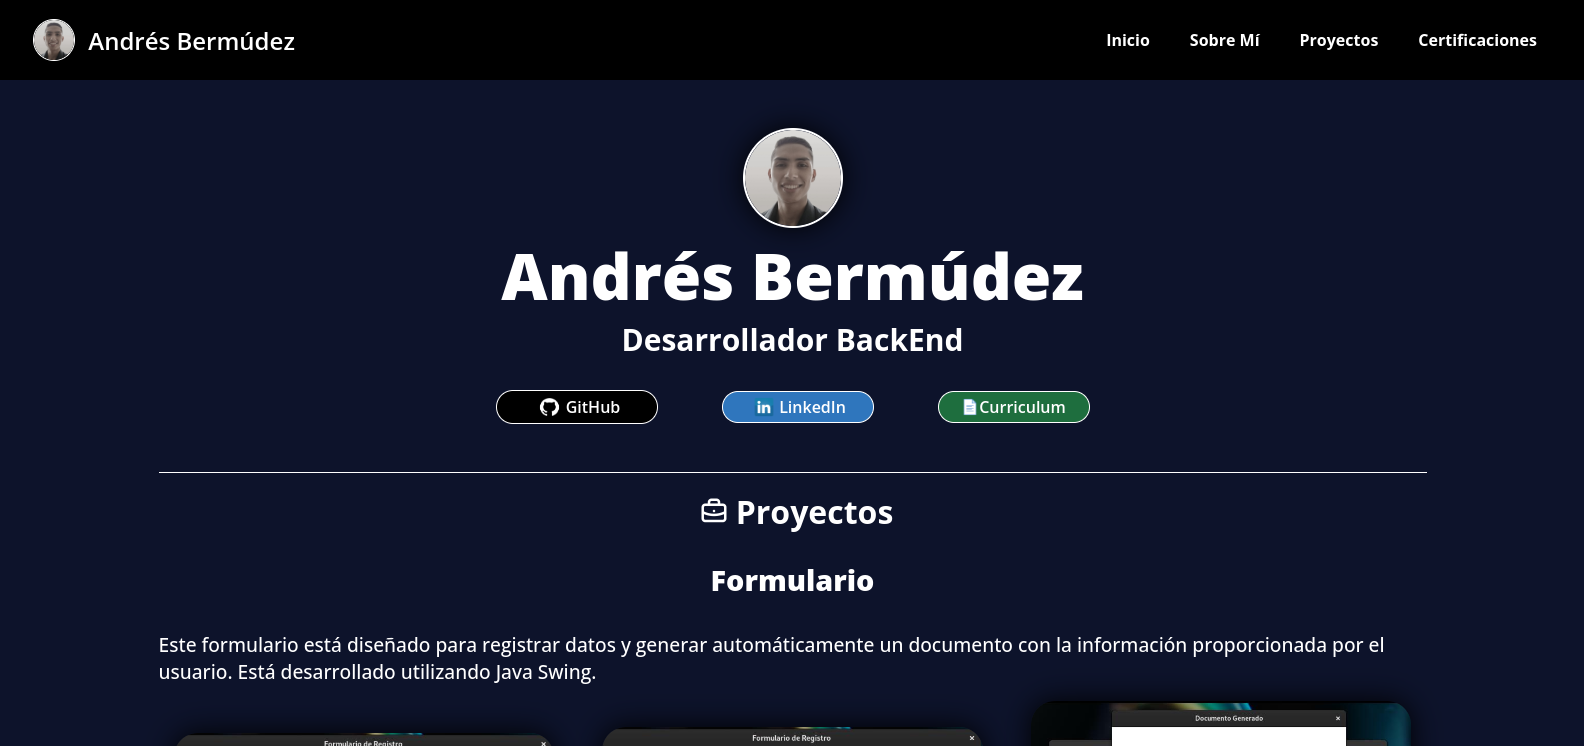 Andrés Bermúdez
Inicio
Sobre Mí
Proyectos
Certificaciones
Andrés Bermúdez
Desarrollador BackEnd
GitHub
LinkedIn
Curriculum
Proyectos
Formulario
Este formulario está diseñado para registrar datos y generar automáticamente un documento con la información proporcionada por el
usuario. Está desarrollado utilizando Java Swing.
Formulario de Registro
Formulario de Registro
Documento Generado